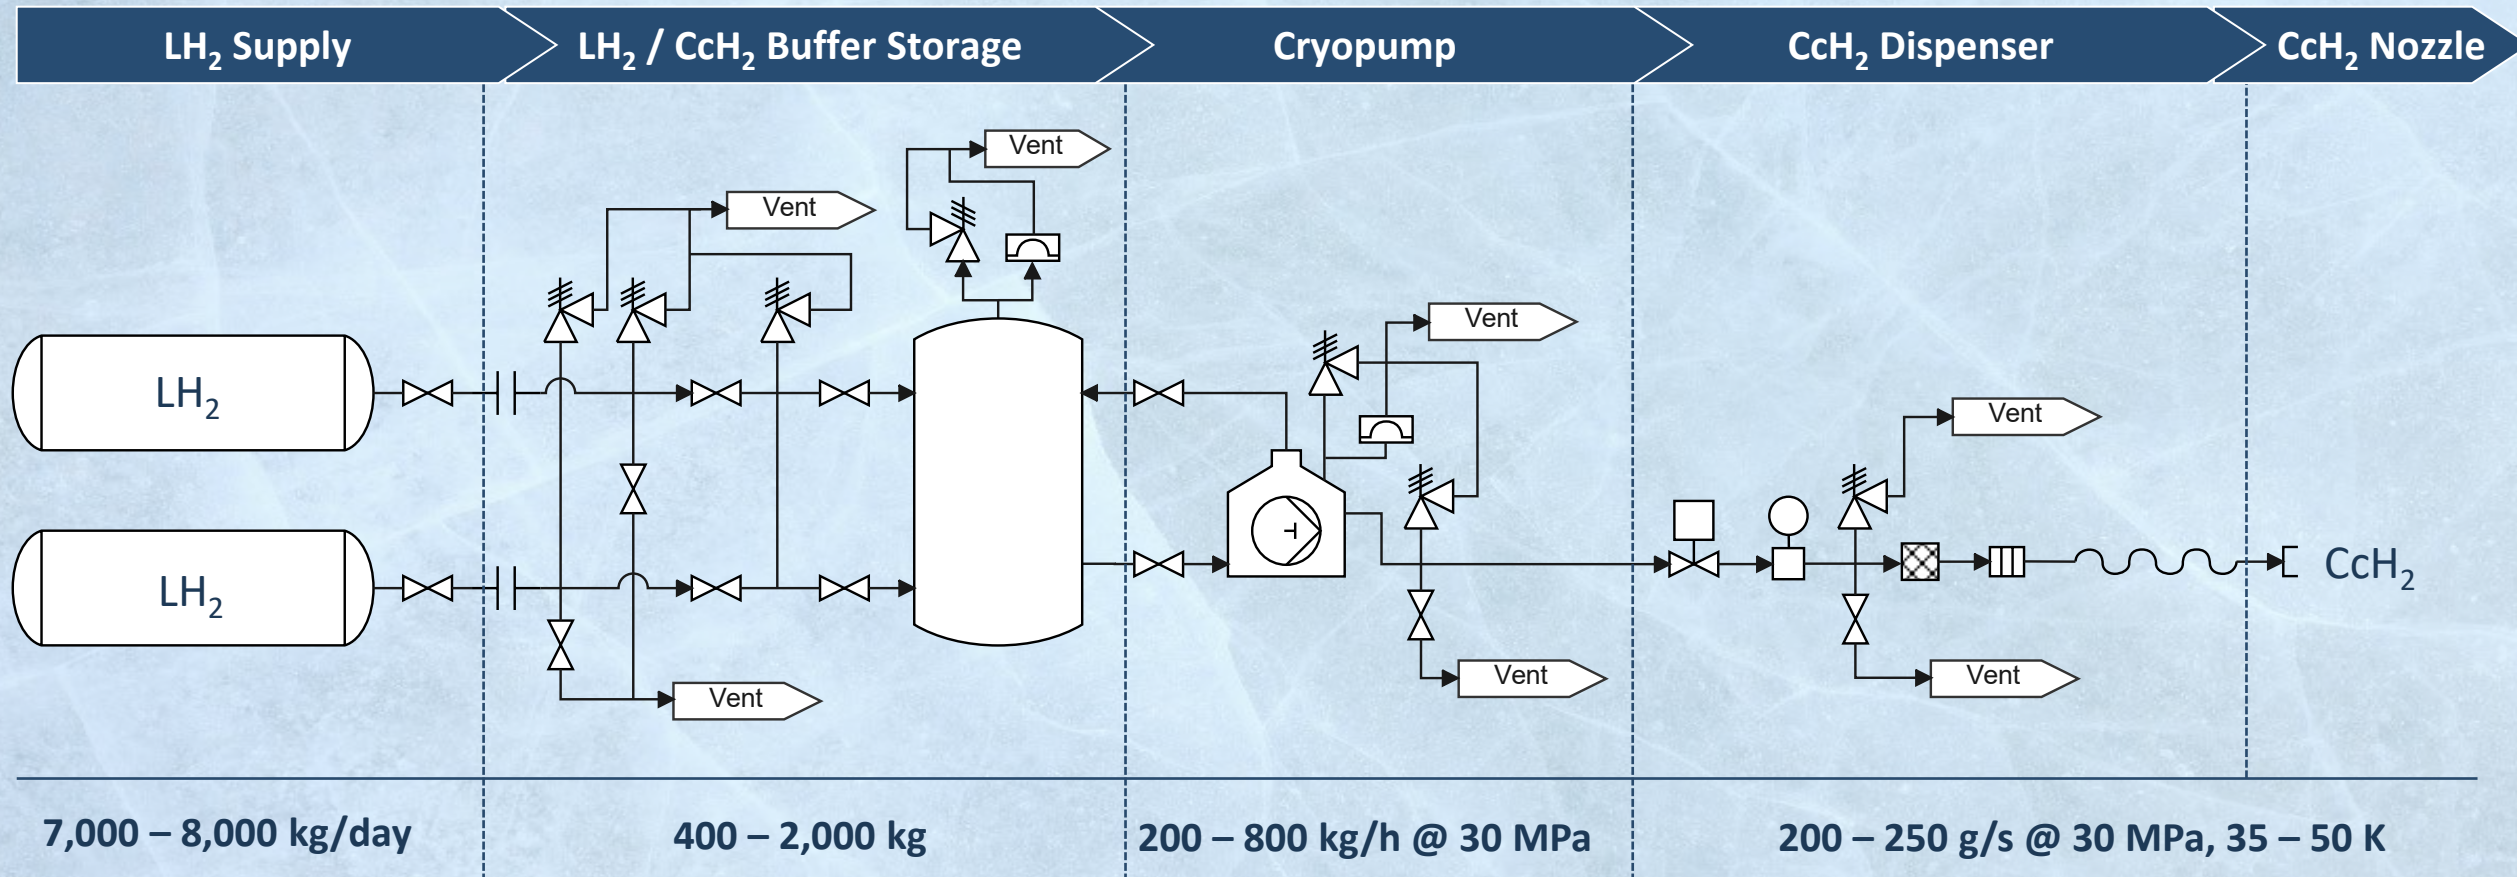 LH₂ Supply
LH₂ / CcH₂ Buffer Storage
Cryopump
CcH₂ Dispenser
CcH₂ Nozzle
Vent
Vent
Vent
LH₂
Vent
LH₂
CcH₂
Vent
Vent
Vent
7,000 – 8,000 kg/day
400 – 2,000 kg
200 – 800 kg/h @ 30 MPa
200 – 250 g/s @ 30 MPa, 35 – 50 K